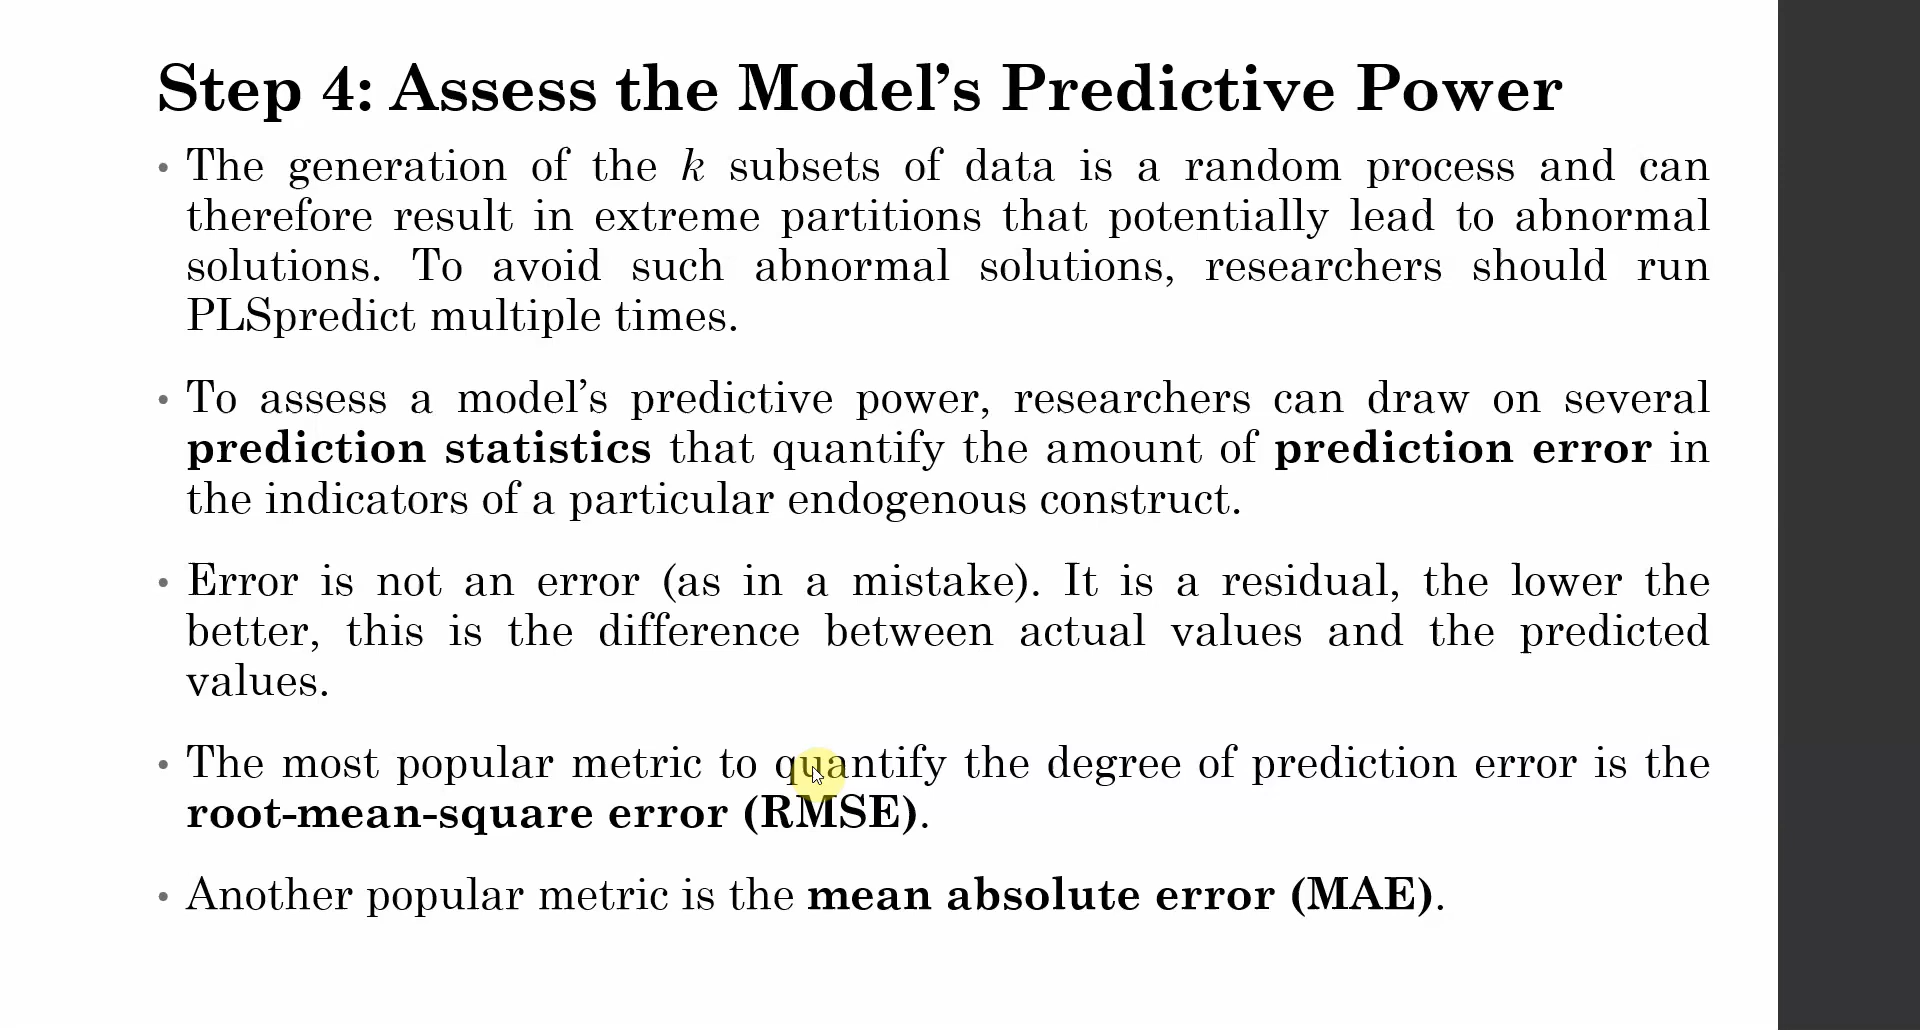 Step 4: Assess the Model’s Predictive Power
• The generation of the k subsets of data is a random process and can
therefore result in extreme partitions that potentially lead to abnormal
solutions. To avoid such abnormal solutions, researchers should run
PLSpredict multiple times.
• To assess a model’s predictive power, researchers can draw on several
prediction statistics that quantify the amount of prediction error in
the indicators of a particular endogenous construct.
• Error is not an error (as in a mistake). It is a residual, the lower the
better, this is the difference between actual values and the predicted
values.
• The most popular metric to quantify the degree of prediction error is the
root-mean-square error (RMSE).
• Another popular metric is the mean absolute error (MAE).